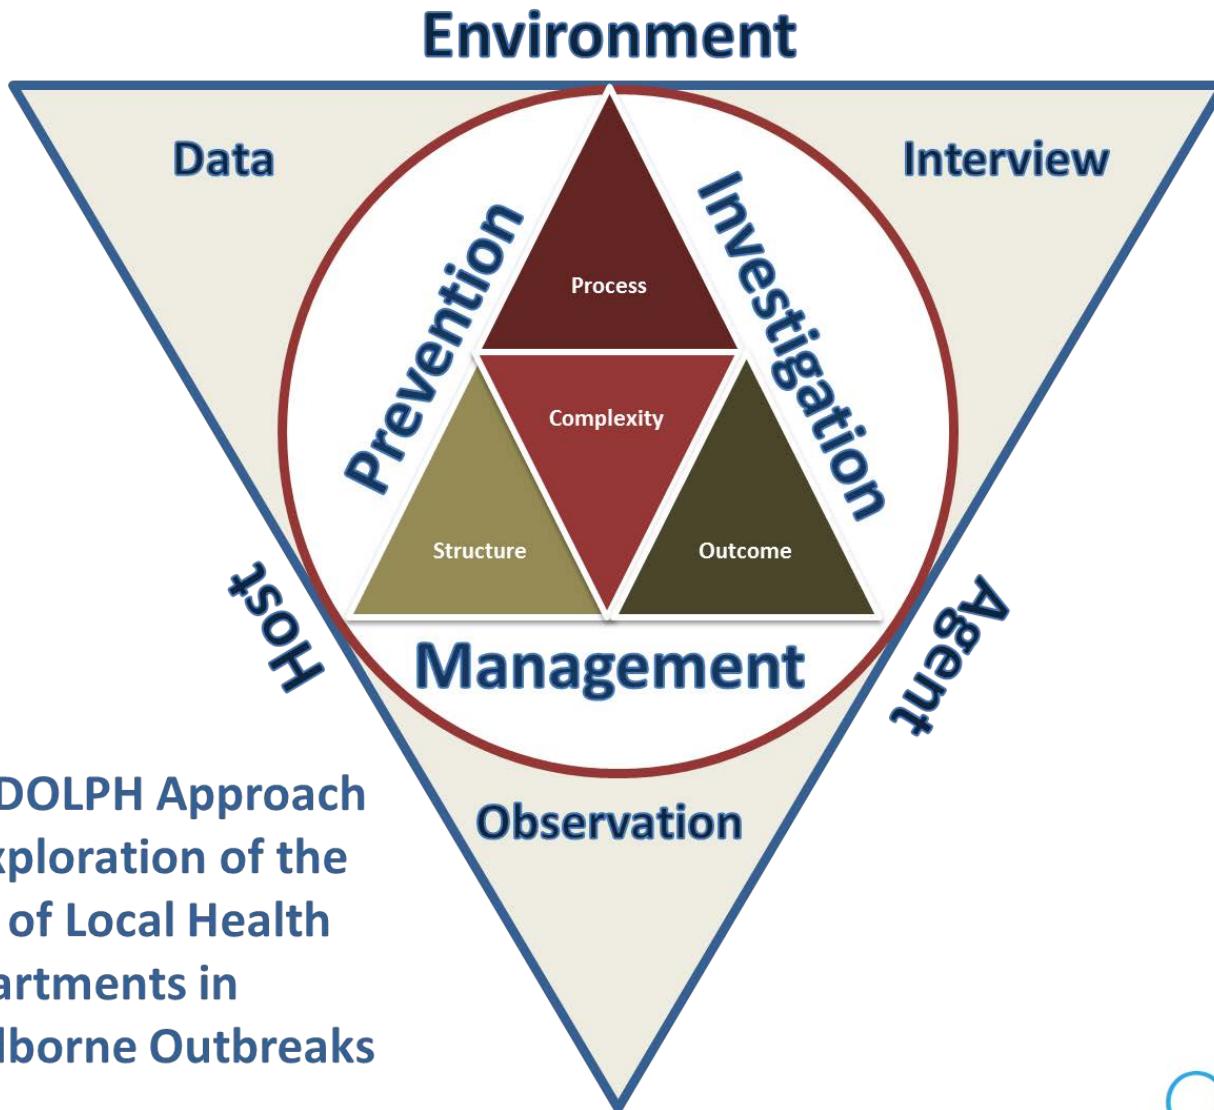 Environment
Data
Interview
Prevention
Investigation
Process
Complexity
Structure
Outcome
Host
Agent
Management
DOLPH Approach
xploration of the
of Local Health
artments in
lborne Outbreaks
Observation